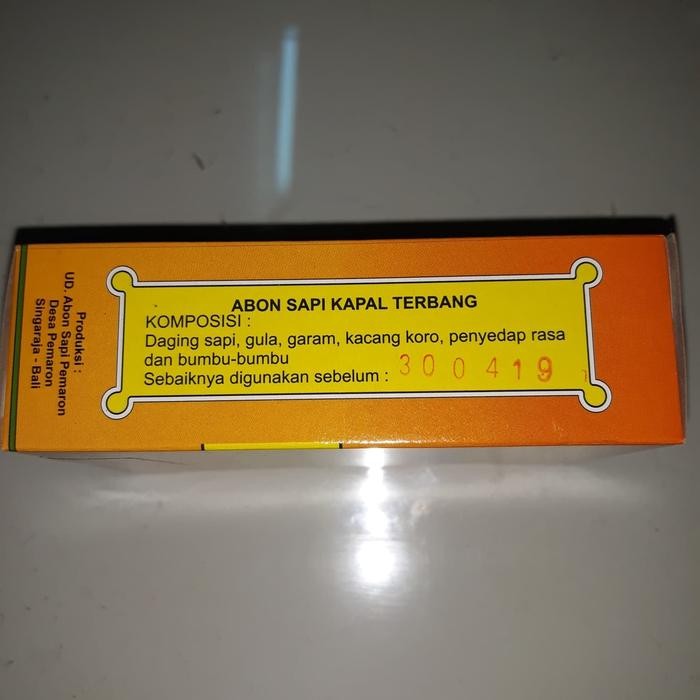 ABON SAPI KAPAL TERBANG
KOMPOSISI :
Daging sapi, gula, garam, kacang koro, penyedap rasa
dan bumbu-bumbu
Sebaiknya digunakan sebelum : 300419
Produksi :
UD. Abon Sapi Pemaron
Desa Pemaron
Singaraja - Bali